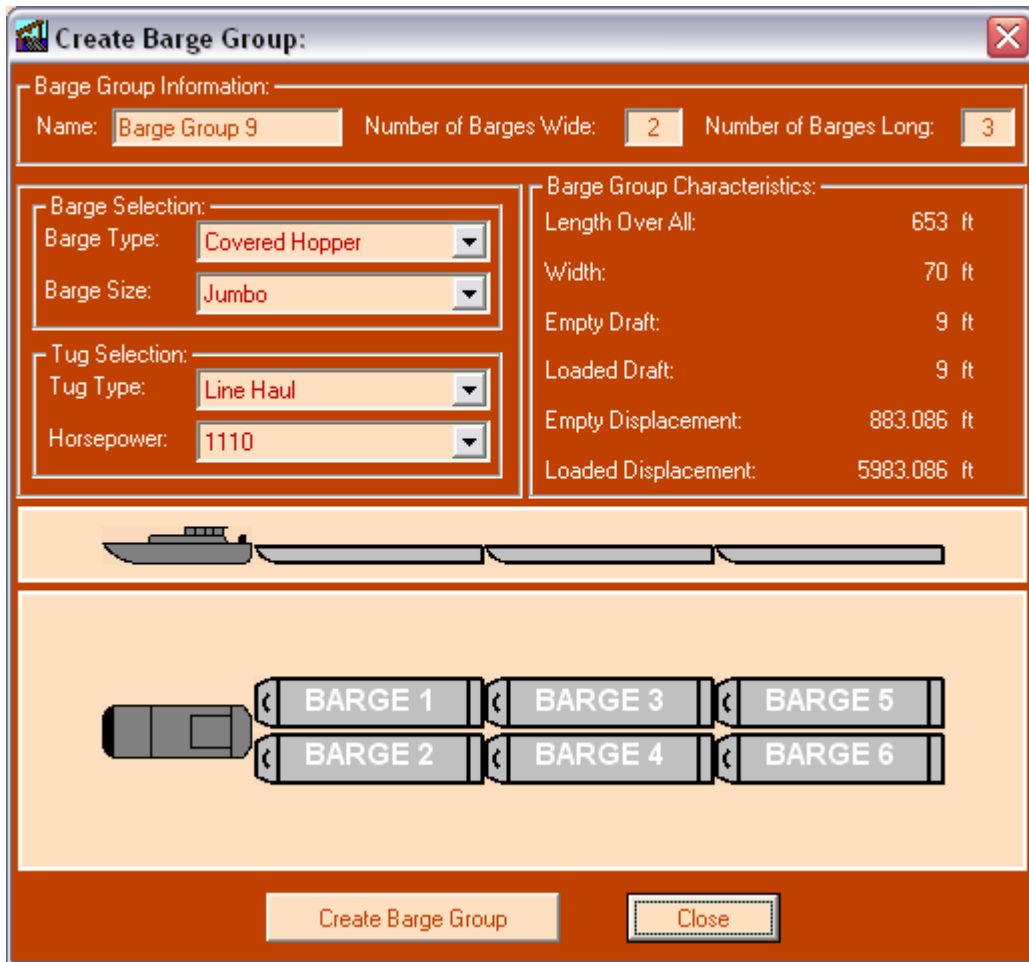 Create Barge Group:
Barge Group Information:
Name: Barge Group 9 Number of Barges Wide: 2 Number of Barges Long: 3
Barge Selection:
Barge Type: Covered Hopper
Barge Size: Jumbo
Tug Selection:
Tug Type: Line Haul
Horsepower: 1110
Barge Group Characteristics:
Length Over All: 653 ft
Width: 70 ft
Empty Draft: 9 ft
Loaded Draft: 9 ft
Empty Displacement: 883.086 ft
Loaded Displacement: 5983.086 ft
BARGE 1 BARGE 3 BARGE 5
BARGE 2 BARGE 4 BARGE 6
Create Barge Group Close